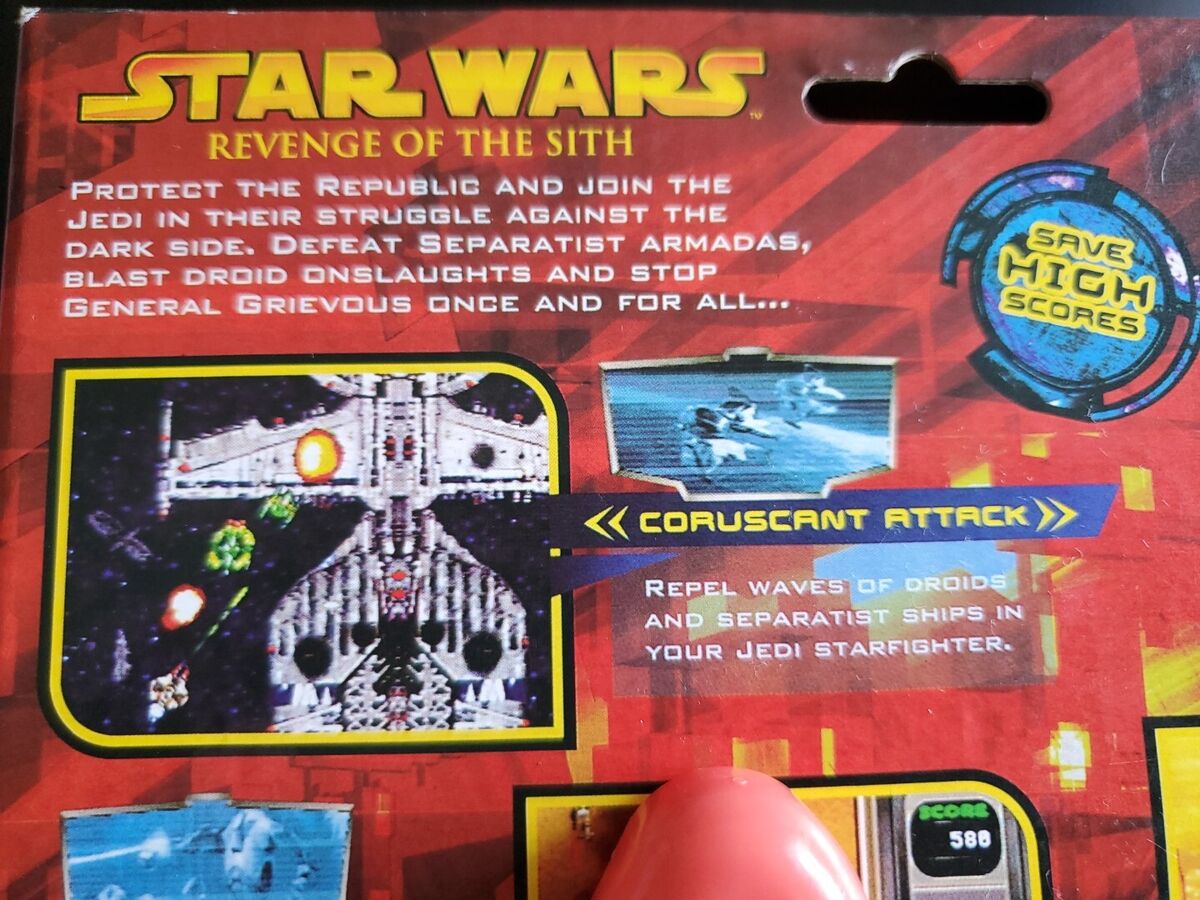 STAR WARS
TM
REVENGE OF THE SITH
PROTECT THE REPUBLIC AND JOIN THE
JEDI IN THEIR STRUGGLE AGAINST THE
DARK SIDE. DEFEAT SEPARATIST ARMADAS,
BLAST DROID ONSLAUGHTS AND STOP
GENERAL GRIEVOUS ONCE AND FOR ALL...
SAVE
HIGH
SCORES
<< CORUSCANT ATTACK >>
REPEL WAVES OF DROIDS
AND SEPARATIST SHIPS IN
YOUR JEDI STARFIGHTER.
SCORE
580